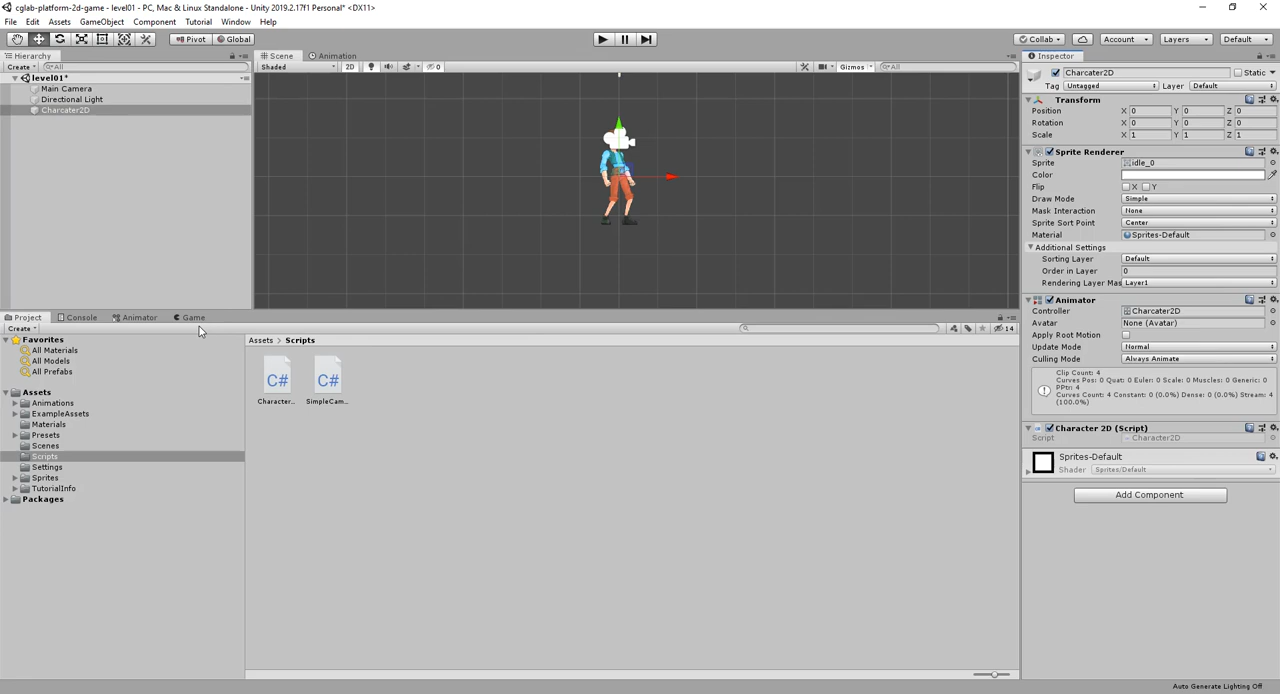 cglab-platform-2d-game - level01 - PC, Mac & Linux Standalone - Unity 2019.2.17f1 Personal* <DX11>
File Edit Assets GameObject Component Tutorial Window Help
Pivot Global Collab Account Layers Default
Hierarchy
Create All
level01*
Main Camera
Directional Light
Charcater2D
Scene Animation
Shaded 2D 0 Gizmos All
Inspector
Charcater2D Static
Tag Untagged Layer Default
Transform
Position X 0 Y 0 Z 0
Rotation X 0 Y 0 Z 0
Scale X 1 Y 1 Z 1
Sprite Renderer
Sprite idle_0
Color
Flip X Y
Draw Mode Simple
Mask Interaction None
Sprite Sort Point Center
Material Sprites-Default
Additional Settings
Sorting Layer Default
Order in Layer 0
Rendering Layer Mas Layer1
Animator
Controller Charcater2D
Avatar None (Avatar)
Apply Root Motion
Update Mode Normal
Culling Mode Always Animate
Clip Count: 4
Curves Pos: 0 Quat: 0 Euler: 0 Scale: 0 Muscles: 0 Generic: 0
PPtr: 4
Curves Count: 4 Constant: 0 (0.0%) Dense: 0 (0.0%) Stream: 4
(100.0%)
Character 2D (Script)
Script Character2D
Sprites-Default
Shader Sprites/Default
Add Component
Project Console Animator Game
Create 14
Favorites
All Materials
All Models
All Prefabs
Assets
Animations
ExampleAssets
Materials
Presets
Scenes
Scripts
Settings
Sprites
TutorialInfo
Packages
Assets > Scripts
C# C#
Character... SimpleCam...
Auto Generate Lighting Off